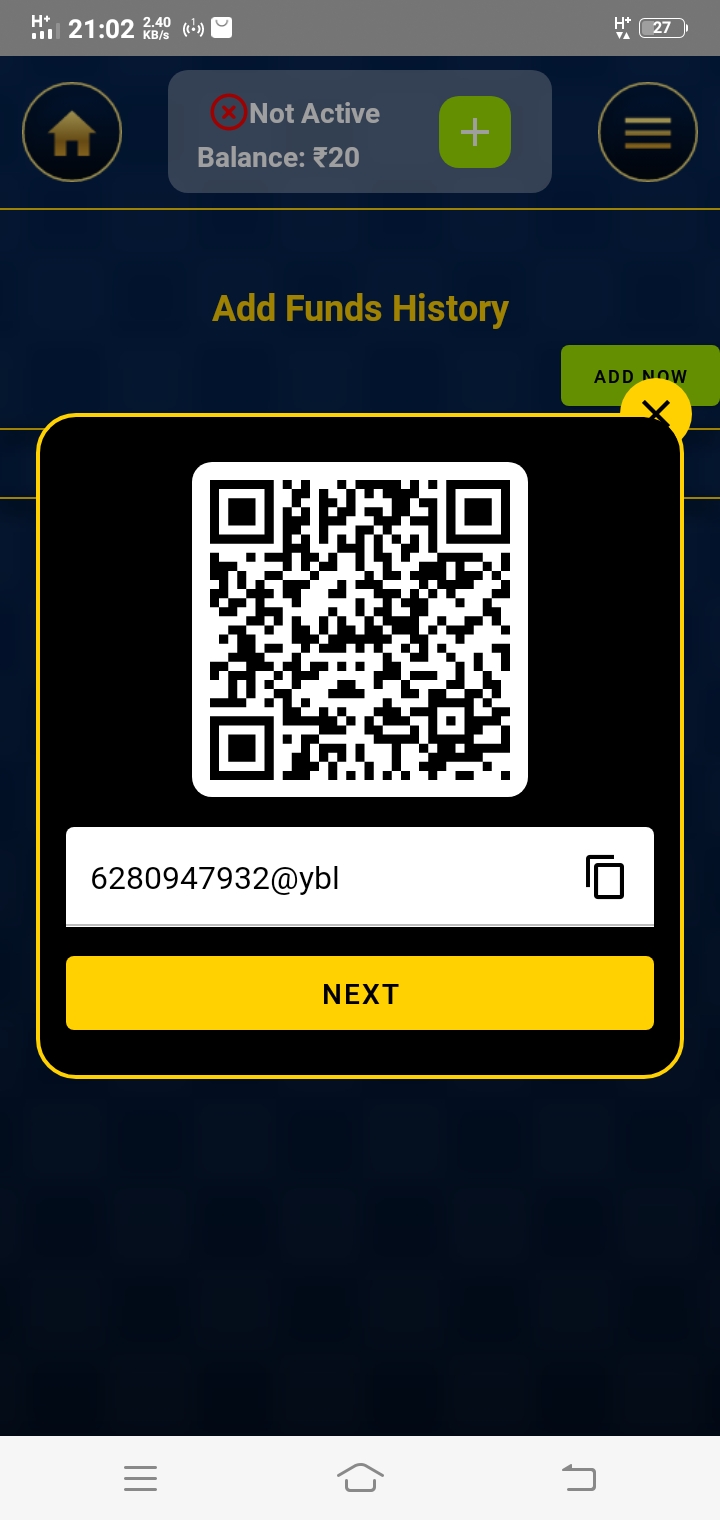 H+ 21:02 2.40 KB/s H+ 27
Not Active
Balance: ₹20
Add Funds History
ADD NOW
6280947932@ybl
NEXT